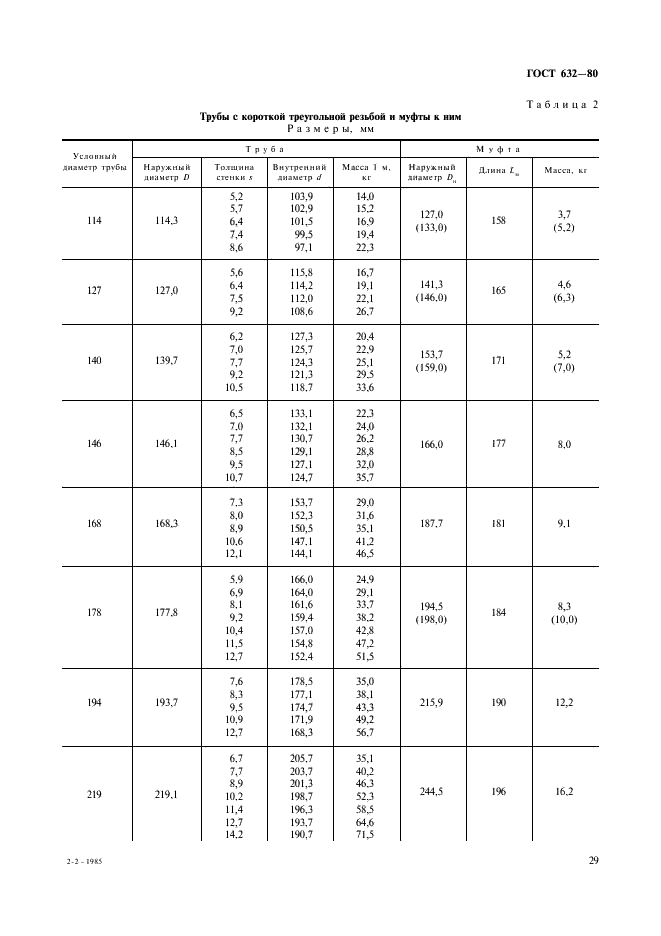 ГОСТ 632—80
Таблица 2
Трубы с короткой треугольной резьбой и муфты к ним
Размеры, мм
Условный диаметр трубы | Труба | Муфта
Наружный диаметр D | Толщина стенки s | Внутренний диаметр d | Масса 1 м, кг | Наружный диаметр Dм | Длина Lм | Масса, кг
114 | 114,3 | 5,2 | 103,9 | 14,0 | 127,0 (133,0) | 158 | 3,7 (5,2)
5,7 | 102,9 | 15,2
6,4 | 101,5 | 16,9
7,4 | 99,5 | 19,4
8,6 | 97,1 | 22,3
127 | 127,0 | 5,6 | 115,8 | 16,7 | 141,3 (146,0) | 165 | 4,6 (6,3)
6,4 | 114,2 | 19,1
7,5 | 112,0 | 22,1
9,2 | 108,6 | 26,7
140 | 139,7 | 6,2 | 127,3 | 20,4 | 153,7 (159,0) | 171 | 5,2 (7,0)
7,0 | 125,7 | 22,9
7,7 | 124,3 | 25,1
9,2 | 121,3 | 29,5
10,5 | 118,7 | 33,6
146 | 146,1 | 6,5 | 133,1 | 22,3 | 166,0 | 177 | 8,0
7,0 | 132,1 | 24,0
7,7 | 130,7 | 26,2
8,5 | 129,1 | 28,8
9,5 | 127,1 | 32,0
10,7 | 124,7 | 35,7
168 | 168,3 | 7,3 | 153,7 | 29,0 | 187,7 | 181 | 9,1
8,0 | 152,3 | 31,6
8,9 | 150,5 | 35,1
10,6 | 147,1 | 41,2
12,1 | 144,1 | 46,5
178 | 177,8 | 5,9 | 166,0 | 24,9 | 194,5 (198,0) | 184 | 8,3 (10,0)
6,9 | 164,0 | 29,1
8,1 | 161,6 | 33,7
9,2 | 159,4 | 38,2
10,4 | 157,0 | 42,8
11,5 | 154,8 | 47,2
12,7 | 152,4 | 51,5
194 | 193,7 | 7,6 | 178,5 | 35,0 | 215,9 | 190 | 12,2
8,3 | 177,1 | 38,1
9,5 | 174,7 | 43,3
10,9 | 171,9 | 49,2
12,7 | 168,3 | 56,7
219 | 219,1 | 6,7 | 205,7 | 35,1 | 244,5 | 196 | 16,2
7,7 | 203,7 | 40,2
8,9 | 201,3 | 46,3
10,2 | 198,7 | 52,3
11,4 | 196,3 | 58,5
12,7 | 193,7 | 64,6
14,2 | 190,7 | 71,5
2-2–1985
29